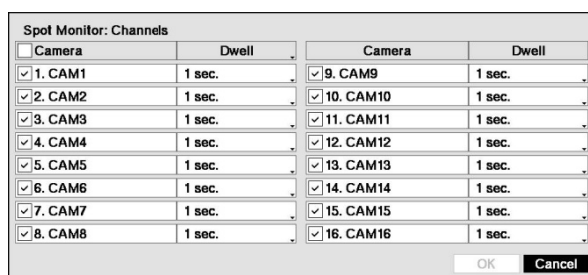 Spot Monitor: Channels
Camera Dwell Camera Dwell
1. CAM1 1 sec. 9. CAM9 1 sec.
2. CAM2 1 sec. 10. CAM10 1 sec.
3. CAM3 1 sec. 11. CAM11 1 sec.
4. CAM4 1 sec. 12. CAM12 1 sec.
5. CAM5 1 sec. 13. CAM13 1 sec.
6. CAM6 1 sec. 14. CAM14 1 sec.
7. CAM7 1 sec. 15. CAM15 1 sec.
8. CAM8 1 sec. 16. CAM16 1 sec.
OK Cancel